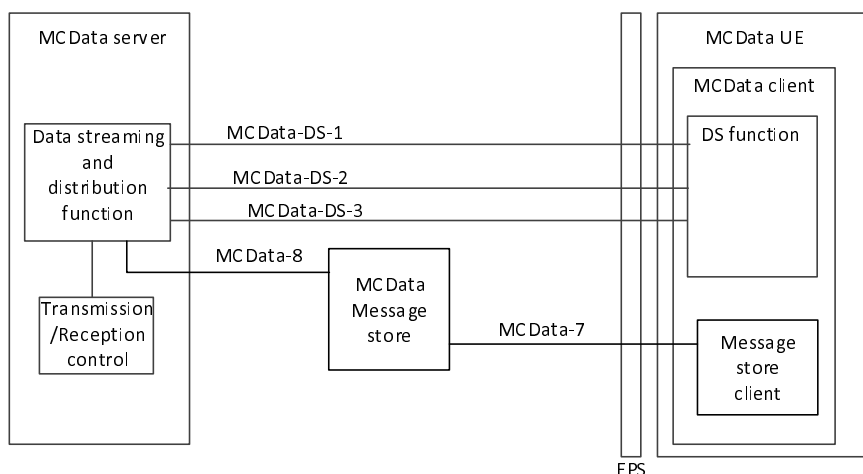 MCData server
MCData UE
MCData client
Data streaming
and
distribution
function
MCData-DS-1
MCData-DS-2
MCData-DS-3
DS function
MCData-8
MCData
Message
store
Transmission
/Reception
control
MCData-7
Message
store
client
EPS